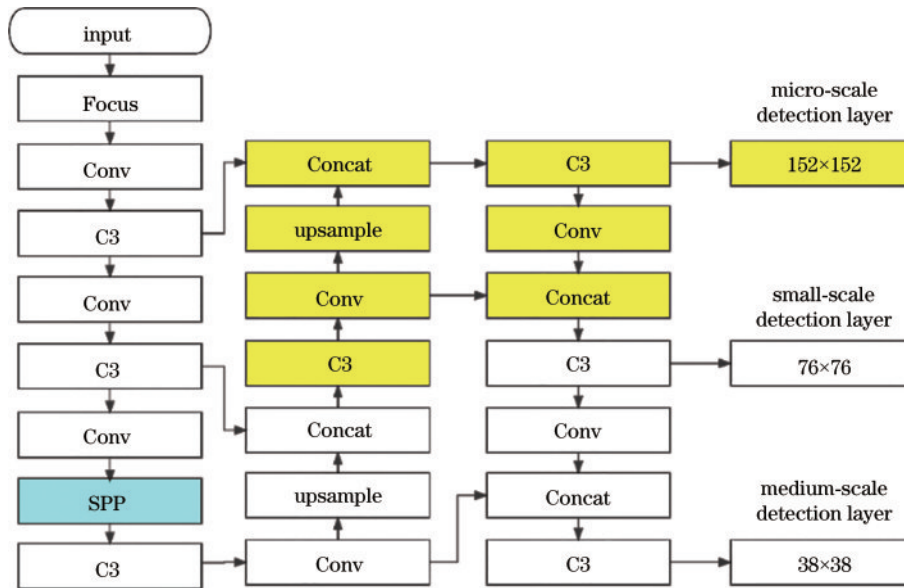 input
Focus
Conv
C3
Conv
C3
Conv
SPP
C3
Concat
upsample
Conv
C3
Concat
upsample
Conv
C3
Conv
Concat
C3
Conv
Concat
C3
micro-scale
detection layer
152×152
small-scale
detection layer
76×76
medium-scale
detection layer
38×38